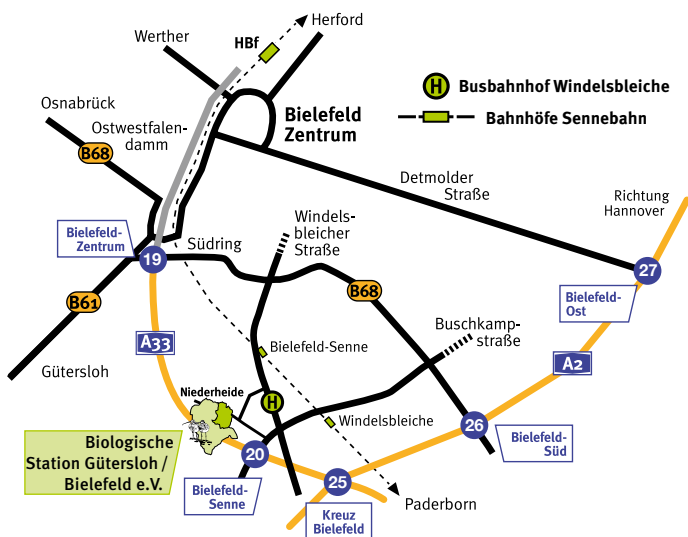 Herford
Werther
HBf
H Busbahnhof Windelsbleiche
Bahnhöfe Sennebahn
Osnabrück
Bielefeld
Zentrum
Ostwestfalen-
damm
B68
Detmolder
Straße
Richtung
Hannover
Windels-
bleicher
Straße
Bielefeld-
Zentrum
Südring
19
27
B68
B61
Bielefeld-
Ost
Buschkamp-
straße
A33
Bielefeld-Senne
A2
Gütersloh
Niederheide
H
Windelsbleiche
26
Biologische
Station Gütersloh /
Bielefeld e.V.
Bielefeld-
Süd
20
25
Bielefeld-
Senne
Paderborn
Kreuz
Bielefeld